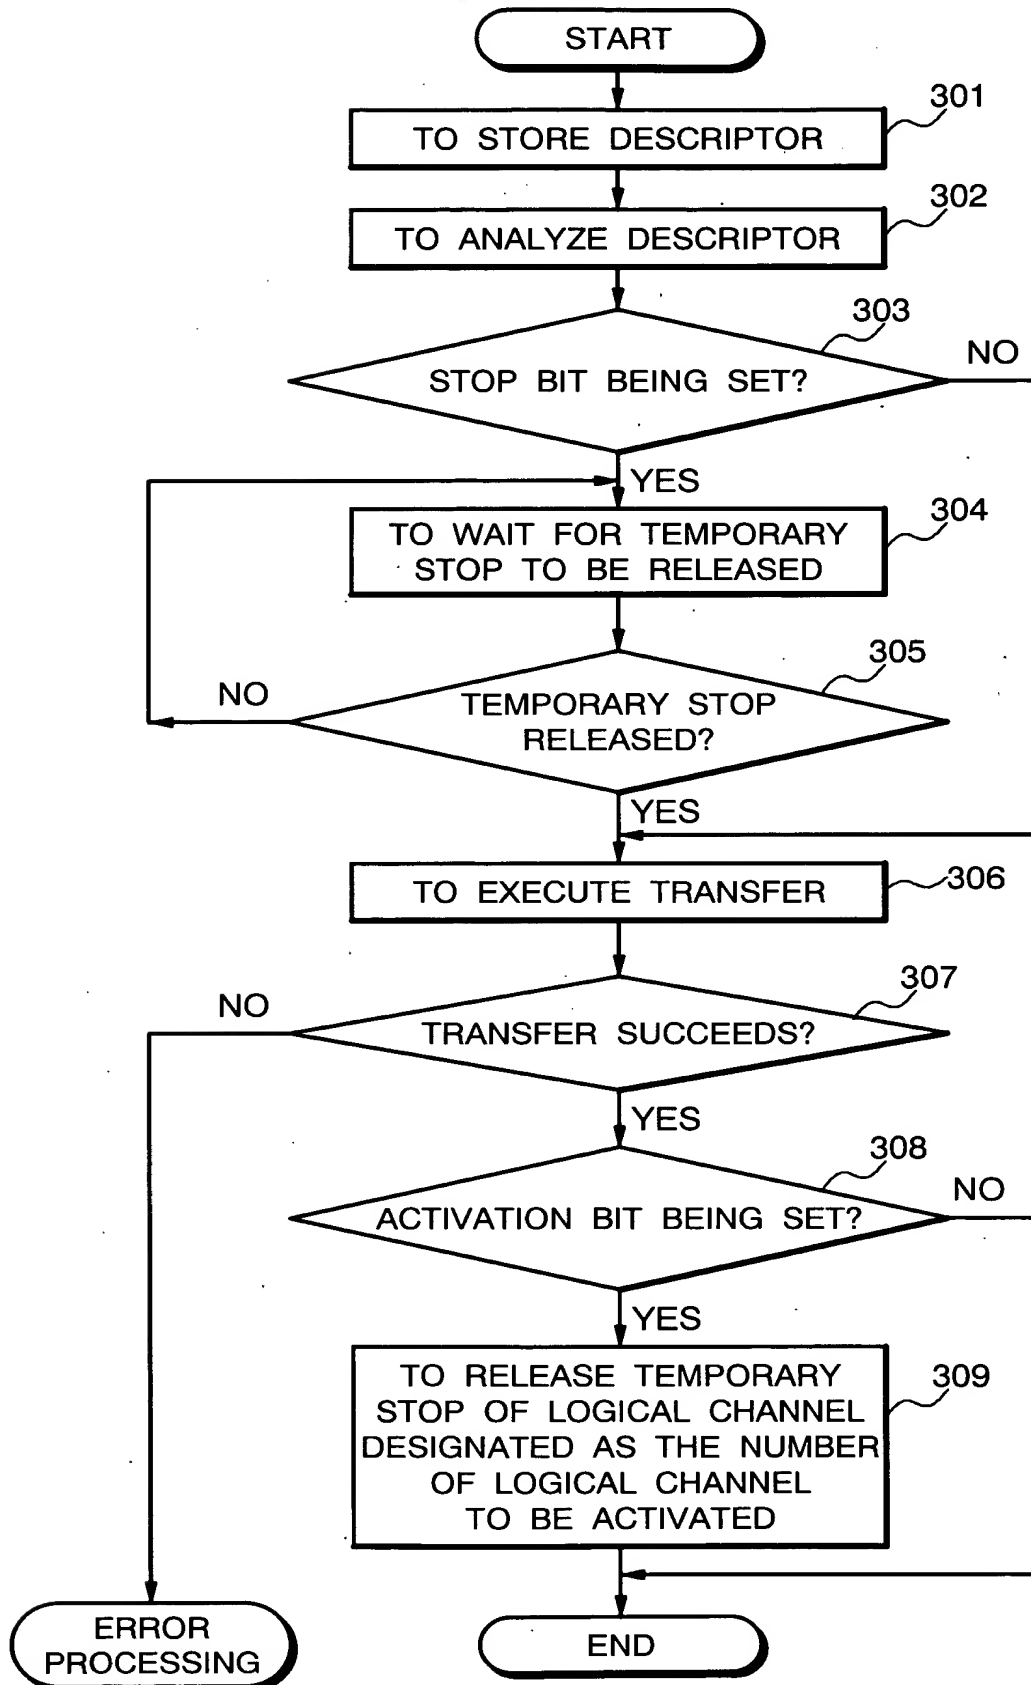 START
301
TO STORE DESCRIPTOR
302
TO ANALYZE DESCRIPTOR
303
STOP BIT BEING SET?
NO
YES
304
TO WAIT FOR TEMPORARY
STOP TO BE RELEASED
305
NO
TEMPORARY STOP
RELEASED?
YES
306
TO EXECUTE TRANSFER
307
NO
TRANSFER SUCCEEDS?
YES
308
NO
ACTIVATION BIT BEING SET?
YES
309
TO RELEASE TEMPORARY
STOP OF LOGICAL CHANNEL
DESIGNATED AS THE NUMBER
OF LOGICAL CHANNEL
TO BE ACTIVATED
ERROR
PROCESSING
END